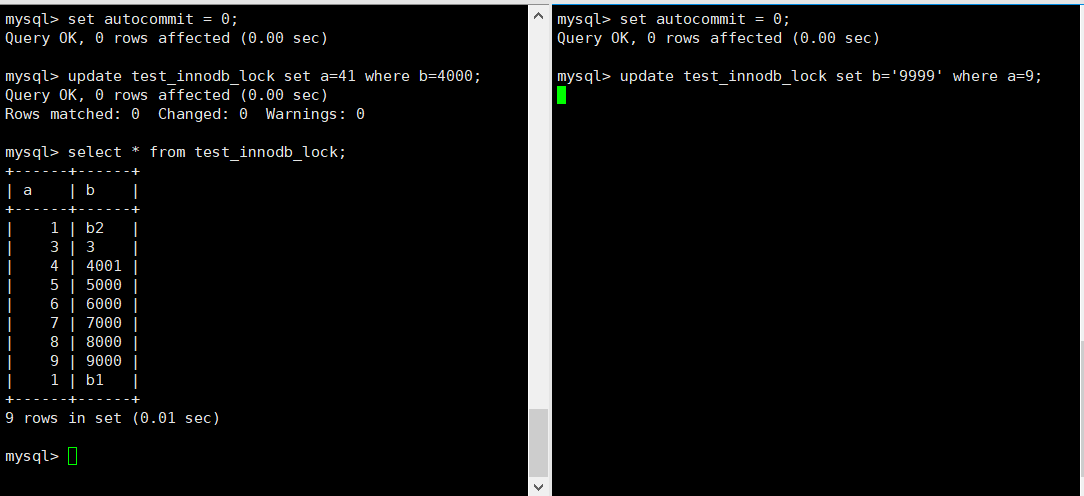 mysql> set autocommit = 0;
Query OK, 0 rows affected (0.00 sec)
mysql> update test_innodb_lock set a=41 where b=4000;
Query OK, 0 rows affected (0.00 sec)
Rows matched: 0  Changed: 0  Warnings: 0
mysql> select * from test_innodb_lock;
+------+------+
| a    | b    |
+------+------+
|    1 | b2   |
|    3 | 3    |
|    4 | 4001 |
|    5 | 5000 |
|    6 | 6000 |
|    7 | 7000 |
|    8 | 8000 |
|    9 | 9000 |
|    1 | b1   |
+------+------+
9 rows in set (0.01 sec)
mysql>
mysql> set autocommit = 0;
Query OK, 0 rows affected (0.00 sec)
mysql> update test_innodb_lock set b='9999' where a=9;